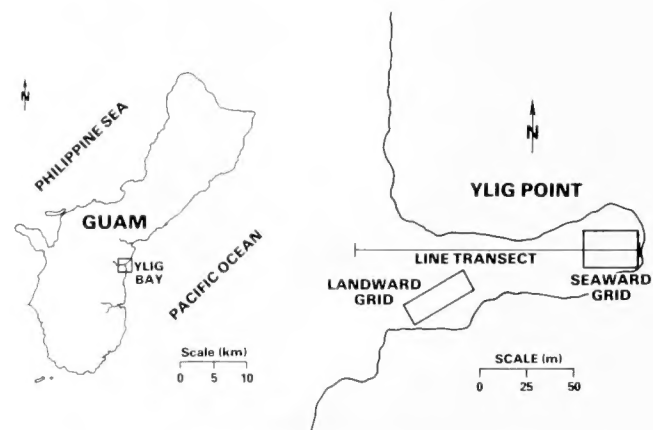 N
PHILIPPINE SEA
GUAM
YLIG
BAY
PACIFIC OCEAN
Scale (km)
0 5 10
N
YLIG POINT
LINE TRANSECT
LANDWARD
GRID
SEAWARD
GRID
SCALE (m)
0 25 50